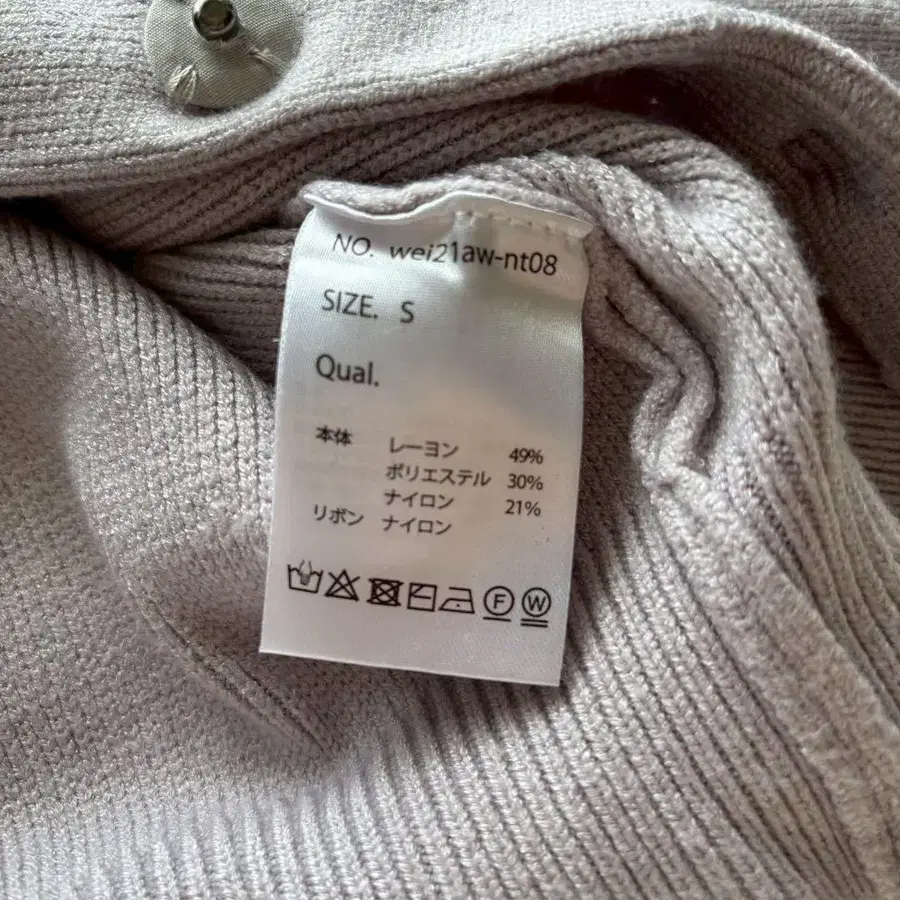 NO. wei21aw-nt08
SIZE. S
Qual.
本体 レーヨン 49%
ポリエステル 30%
ナイロン 21%
リボン ナイロン
F W